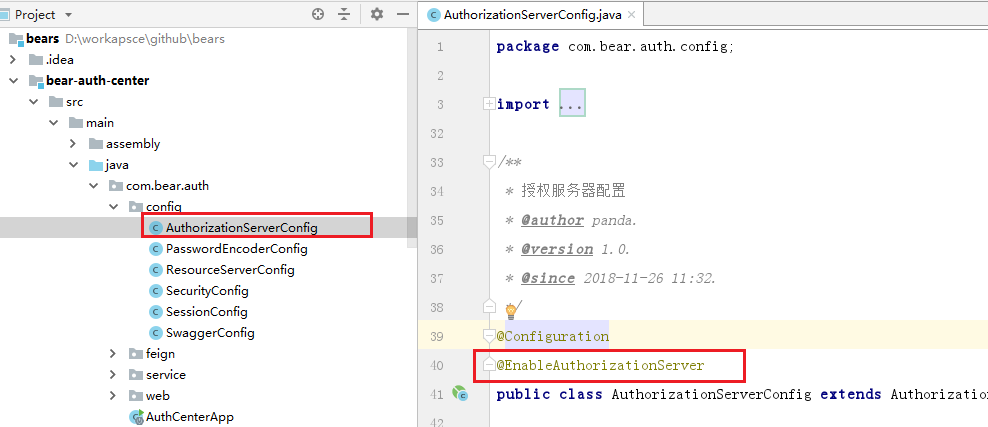 Project
bears D:\workapsce\github\bears
.idea
bear-auth-center
src
main
assembly
java
com.bear.auth
config
AuthorizationServerConfig
PasswordEncoderConfig
ResourceServerConfig
SecurityConfig
SessionConfig
SwaggerConfig
feign
service
web
AuthCenterApp
AuthorizationServerConfig.java
1 package com.bear.auth.config;
2
3 import ...
32
33 /**
34 * 授权服务器配置
35 * @author panda.
36 * @version 1.0.
37 * @since 2018-11-26 11:32.
38 /
39 @Configuration
40 @EnableAuthorizationServer
41 public class AuthorizationServerConfig extends Authorization
42